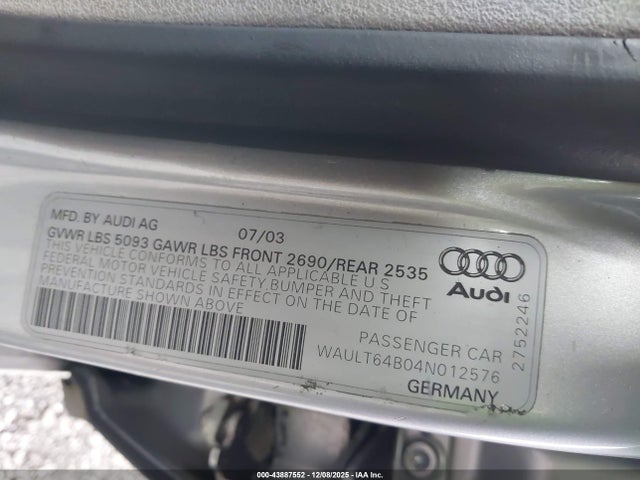 MFD. BY AUDI AG 07/03
GVWR LBS 5093 GAWR LBS FRONT 2690/REAR 2535
THIS VEHICLE CONFORMS TO ALL APPLICABLE U S
FEDERAL MOTOR VEHICLE SAFETY,BUMPER AND THEFT
PREVENTION STANDARDS IN EFFECT ON THE DATE OF
MANUFACTURE SHOWN ABOVE
Audi
PASSENGER CAR
WAULT64B04N012576
GERMANY
2752246
000-43887552 - 12/08/2025 - IAA Inc.